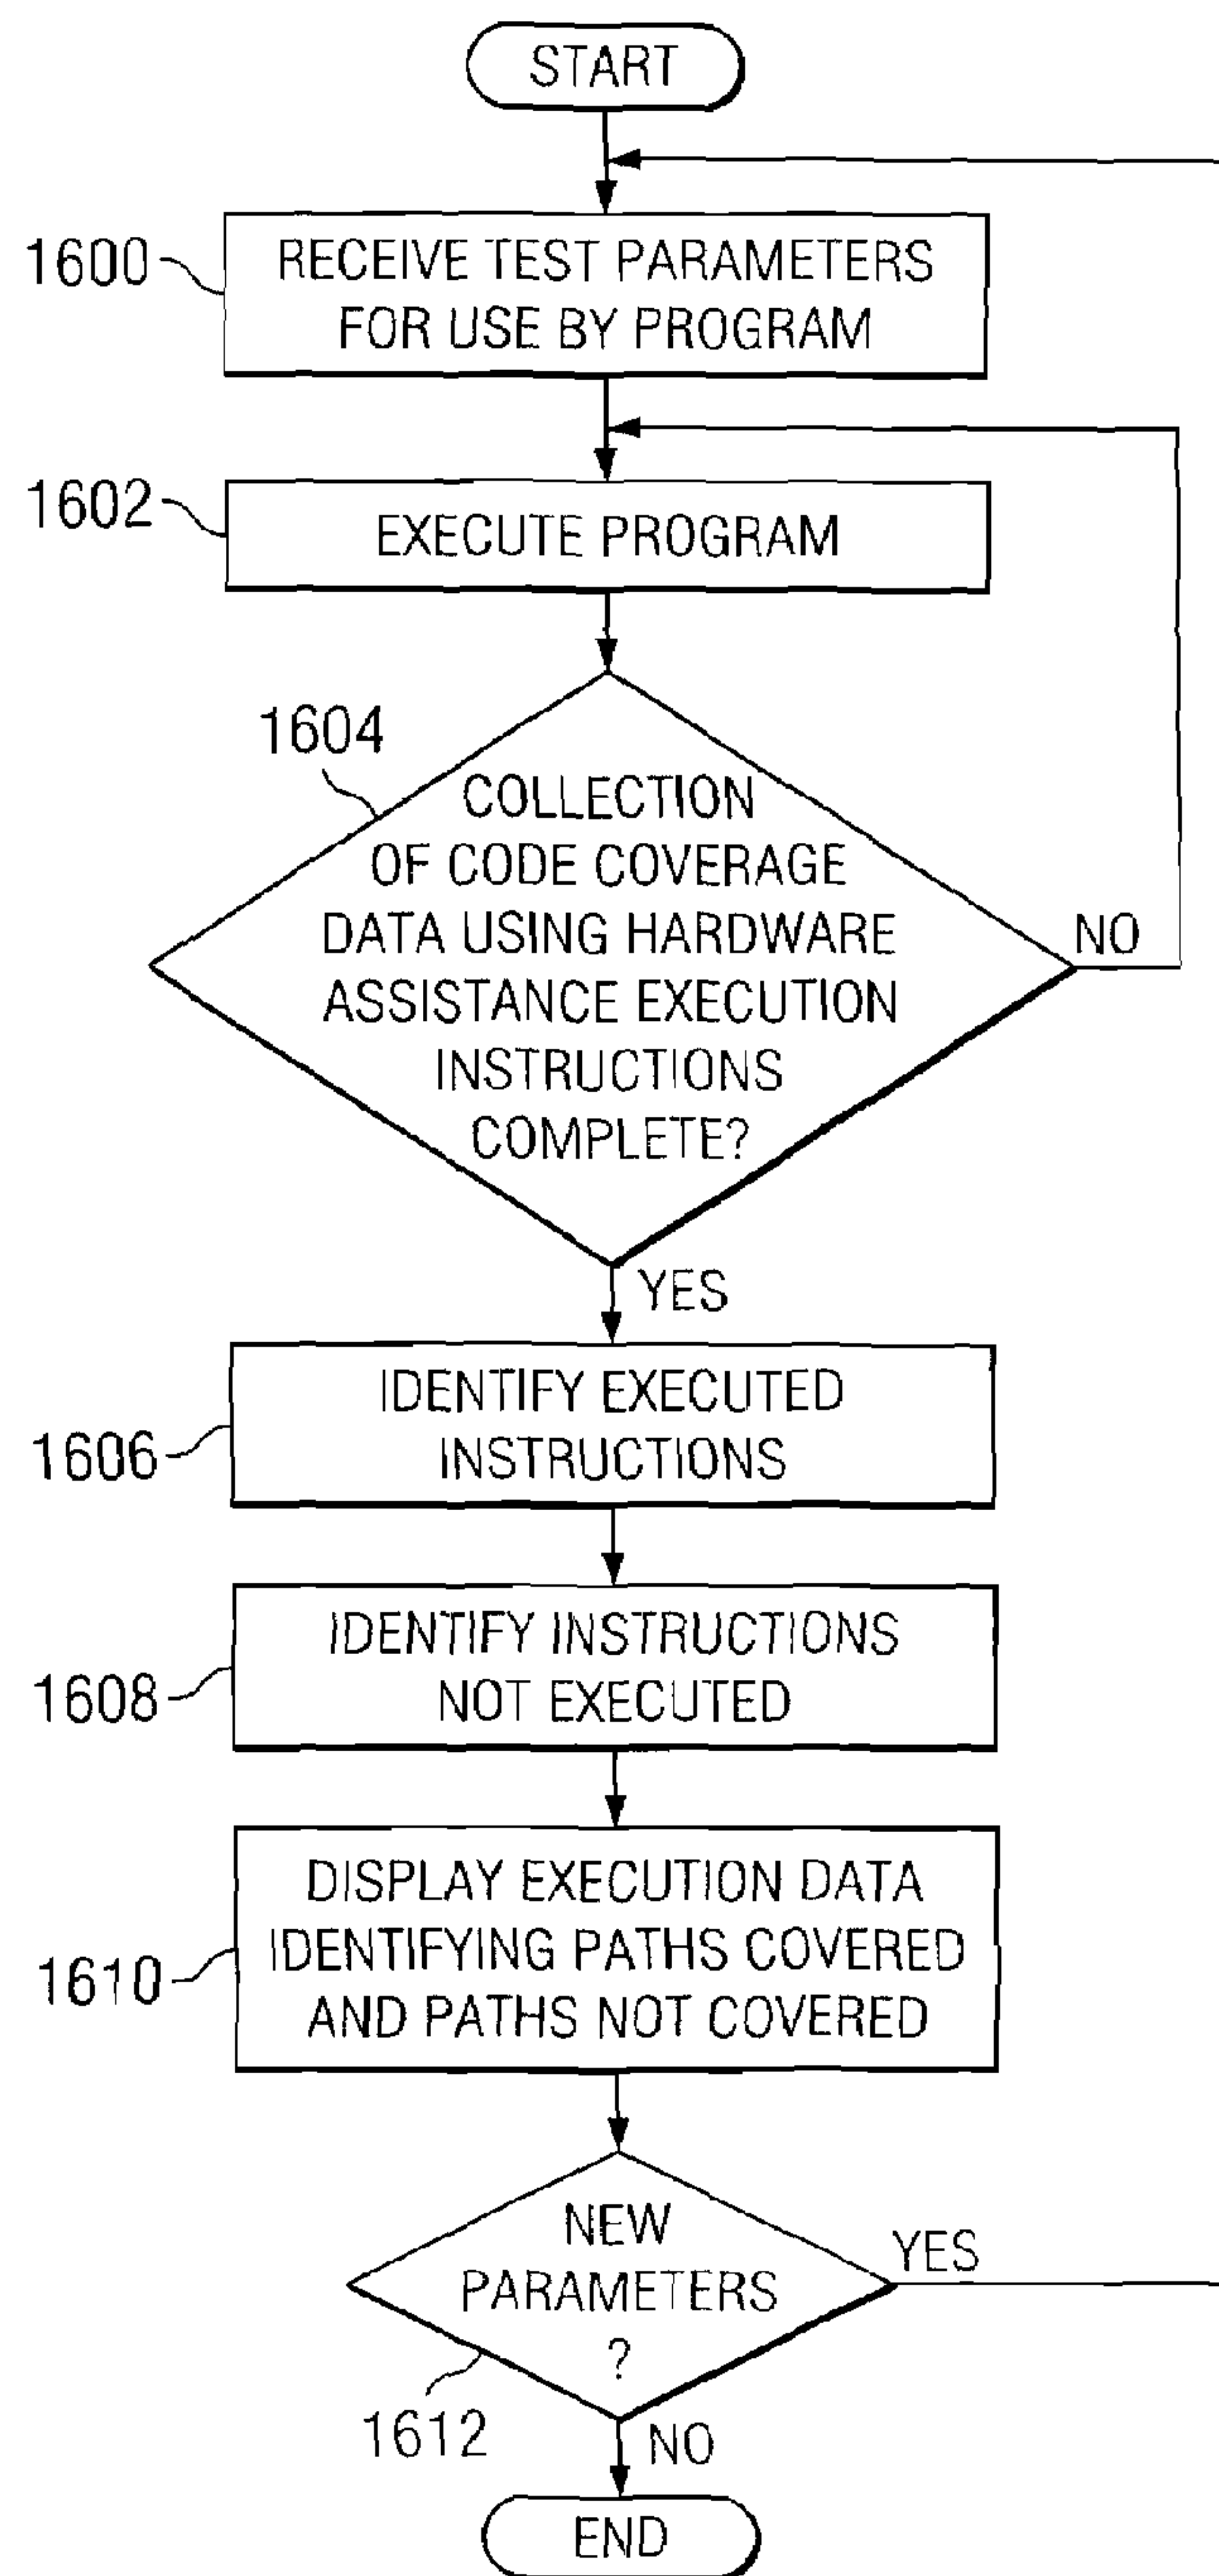 START
1600
RECEIVE TEST PARAMETERS
FOR USE BY PROGRAM
1602
EXECUTE PROGRAM
1604
COLLECTION
OF CODE COVERAGE
DATA USING HARDWARE
ASSISTANCE EXECUTION
INSTRUCTIONS
COMPLETE?
NO
YES
1606
IDENTIFY EXECUTED
INSTRUCTIONS
1608
IDENTIFY INSTRUCTIONS
NOT EXECUTED
1610
DISPLAY EXECUTION DATA
IDENTIFYING PATHS COVERED
AND PATHS NOT COVERED
NEW
PARAMETERS
?
YES
1612
NO
END